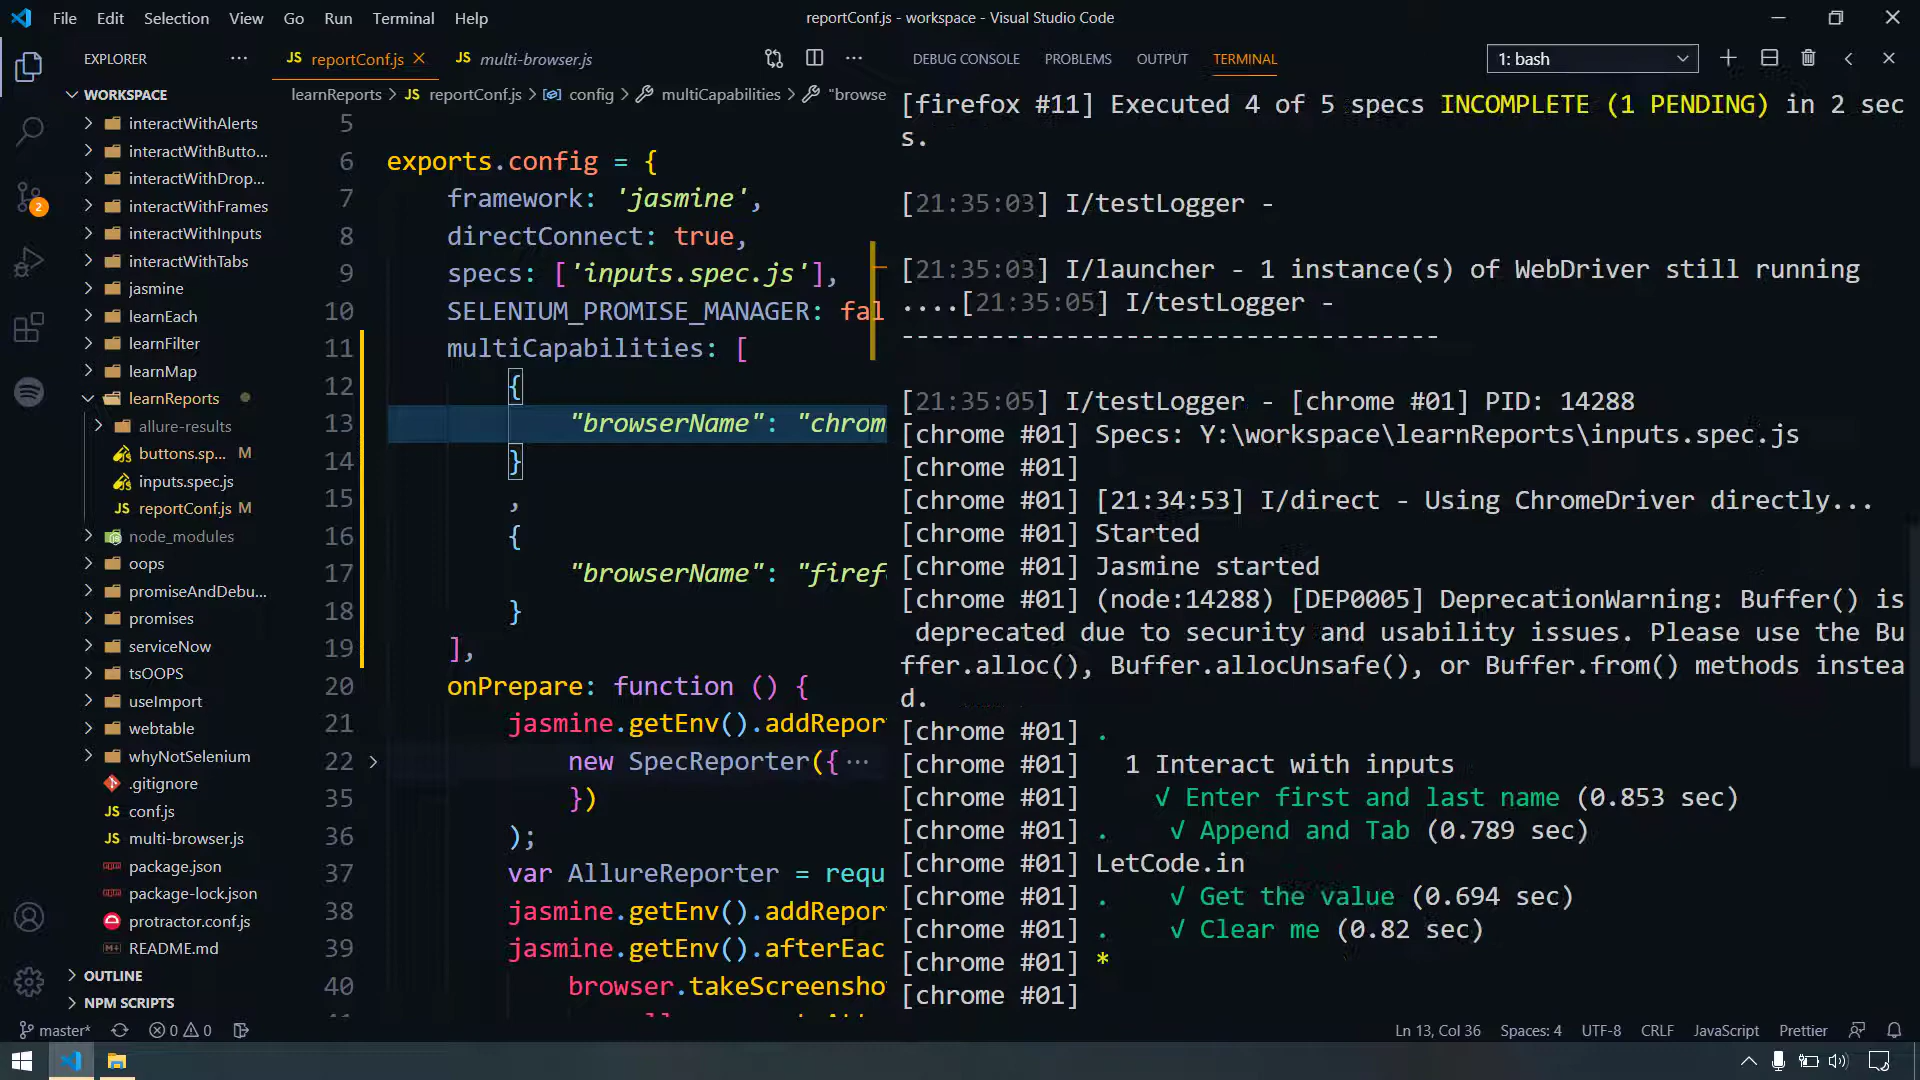 File Edit Selection View Go Run Terminal Help
reportConf.js - workspace - Visual Studio Code
EXPLORER
JS reportConf.js
JS multi-browser.js
DEBUG CONSOLE PROBLEMS OUTPUT TERMINAL
1: bash
WORKSPACE
interactWithAlerts
interactWithButto...
interactWithDrop...
interactWithFrames
interactWithInputs
interactWithTabs
jasmine
learnEach
learnFilter
learnMap
learnReports
allure-results
buttons.sp... M
inputs.spec.js
JS reportConf.js M
node_modules
oops
promiseAndDebu...
promises
serviceNow
tsOOPS
useImport
webtable
whyNotSelenium
.gitignore
JS conf.js
JS multi-browser.js
package.json
package-lock.json
protractor.conf.js
README.md
OUTLINE
NPM SCRIPTS
2
learnReports > JS reportConf.js > config > multiCapabilities > "browse
5
6 exports.config = {
7 framework: 'jasmine',
8 directConnect: true,
9 specs: ['inputs.spec.js'],
10 SELENIUM_PROMISE_MANAGER: fal
11 multiCapabilities: [
12 {
13 "browserName": "chrom
14 }
15 ,
16 {
17 "browserName": "firef
18 }
19 ],
20 onPrepare: function () {
21 jasmine.getEnv().addRepor
22 new SpecReporter({ ...
35 })
36 );
37 var AllureReporter = requ
38 jasmine.getEnv().addRepor
39 jasmine.getEnv().afterEac
40 browser.takeScreensho
[firefox #11] Executed 4 of 5 specs INCOMPLETE (1 PENDING) in 2 sec
s.
[21:35:03] I/testLogger -
[21:35:03] I/launcher - 1 instance(s) of WebDriver still running
....[21:35:05] I/testLogger -
------------------------------------
[21:35:05] I/testLogger - [chrome #01] PID: 14288
[chrome #01] Specs: Y:\workspace\learnReports\inputs.spec.js
[chrome #01]
[chrome #01] [21:34:53] I/direct - Using ChromeDriver directly...
[chrome #01] Started
[chrome #01] Jasmine started
[chrome #01] (node:14288) [DEP0005] DeprecationWarning: Buffer() is
deprecated due to security and usability issues. Please use the Bu
ffer.alloc(), Buffer.allocUnsafe(), or Buffer.from() methods instea
d.
[chrome #01] .
[chrome #01] 1 Interact with inputs
[chrome #01] √ Enter first and last name (0.853 sec)
[chrome #01] . √ Append and Tab (0.789 sec)
[chrome #01] LetCode.in
[chrome #01] . √ Get the value (0.694 sec)
[chrome #01] . √ Clear me (0.82 sec)
[chrome #01] *
[chrome #01]
master* 0 0
Ln 13, Col 36 Spaces: 4 UTF-8 CRLF JavaScript Prettier